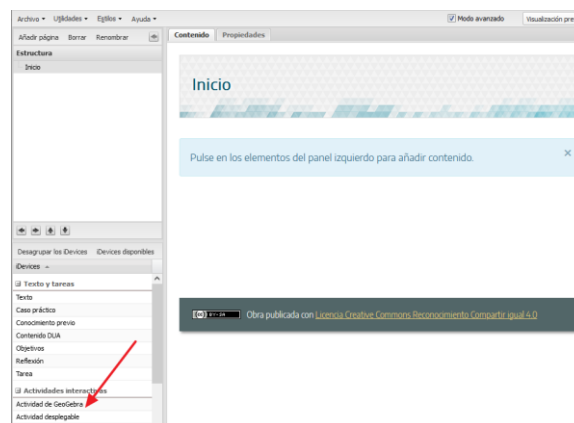 Archivo Utilidades Estilos Ayuda
Modo avanzado
Visualización pre
Añadir página Borrar Renombrar
Contenido Propiedades
Estructura
Inicio
Inicio
Pulse en los elementos del panel izquierdo para añadir contenido.
×
Desagrupar los iDevices iDevices disponibles
iDevices
Texto y tareas
Texto
Caso práctico
Conocimiento previo
Contenido DUA
Objetivos
Reflexión
Tarea
Actividades interactivas
Actividad de GeoGebra
Actividad desplegable
cc BY-SA Obra publicada con Licencia Creative Commons Reconocimiento Compartir igual 4.0